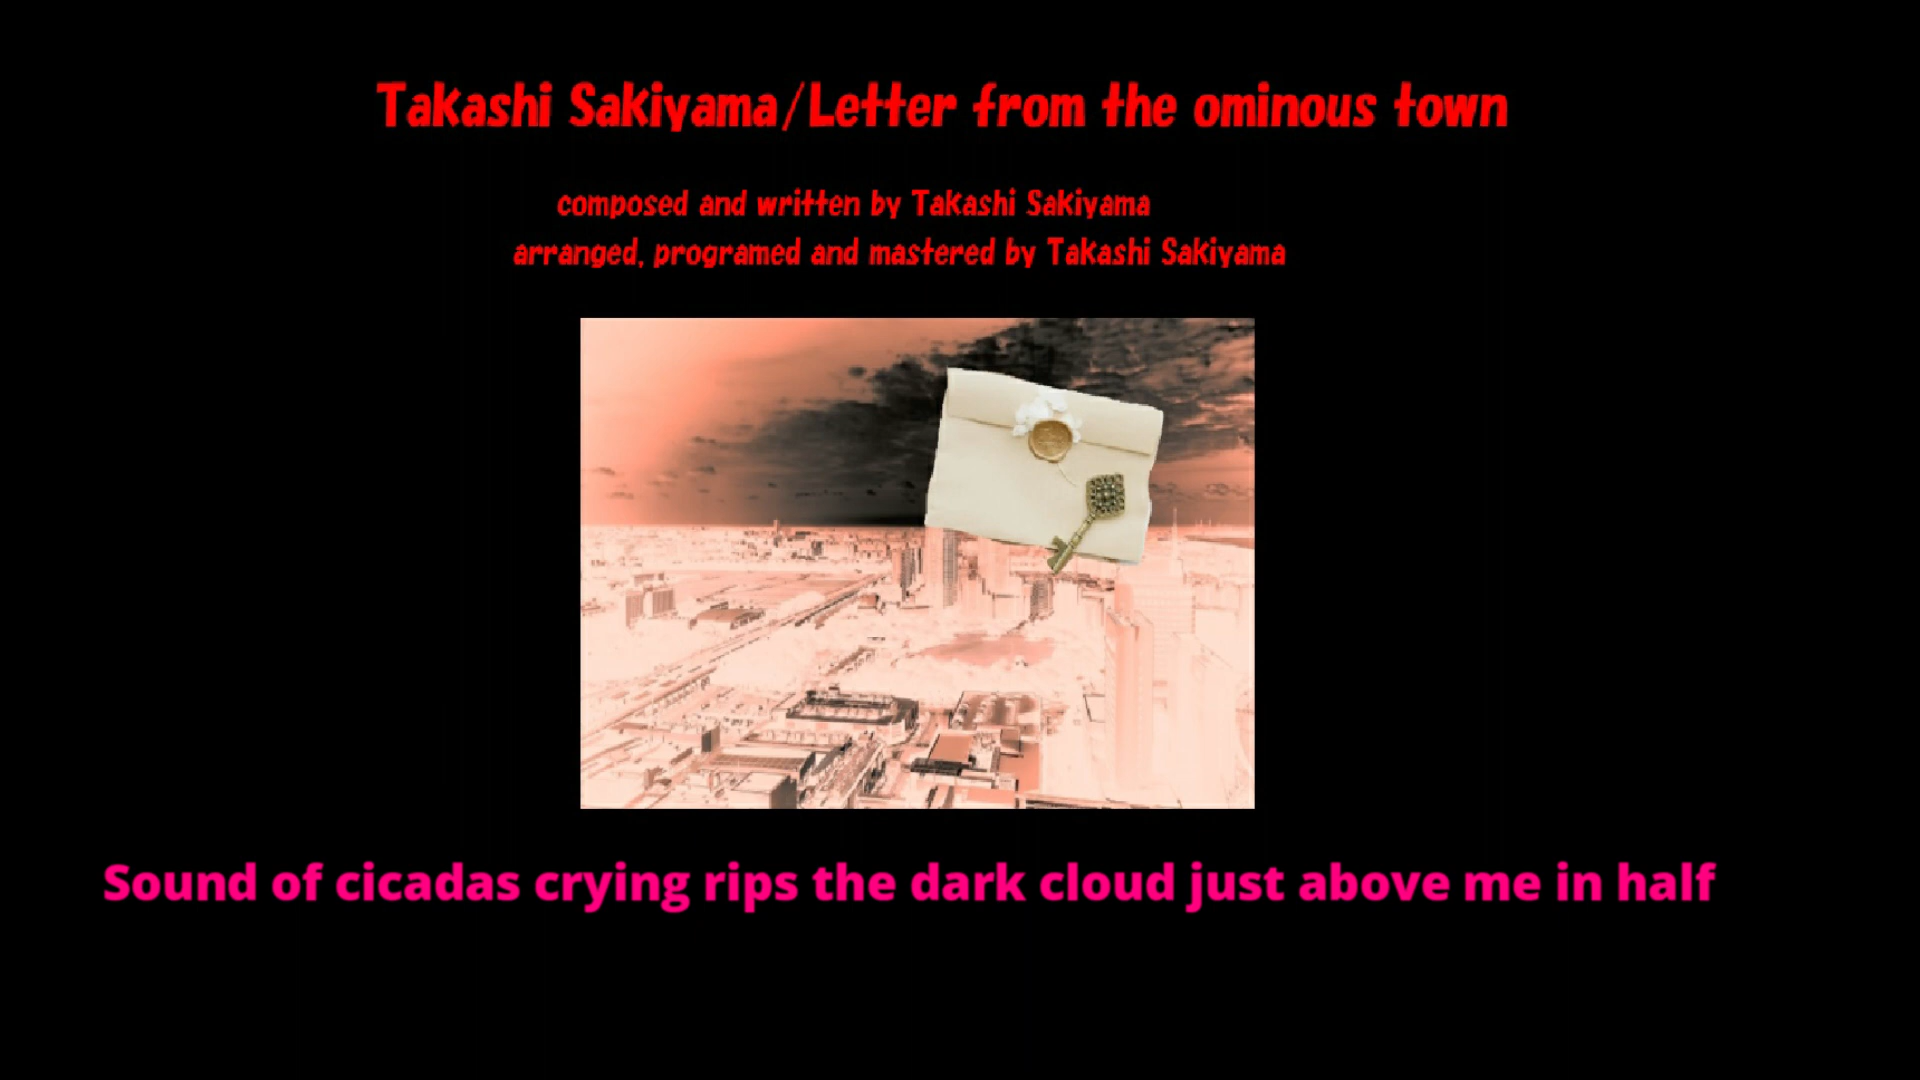 Takashi Sakiyama/Letter from the ominous town
composed and written by Takashi Sakiyama
arranged, programed and mastered by Takashi Sakiyama
Sound of cicadas crying rips the dark cloud just above me in half